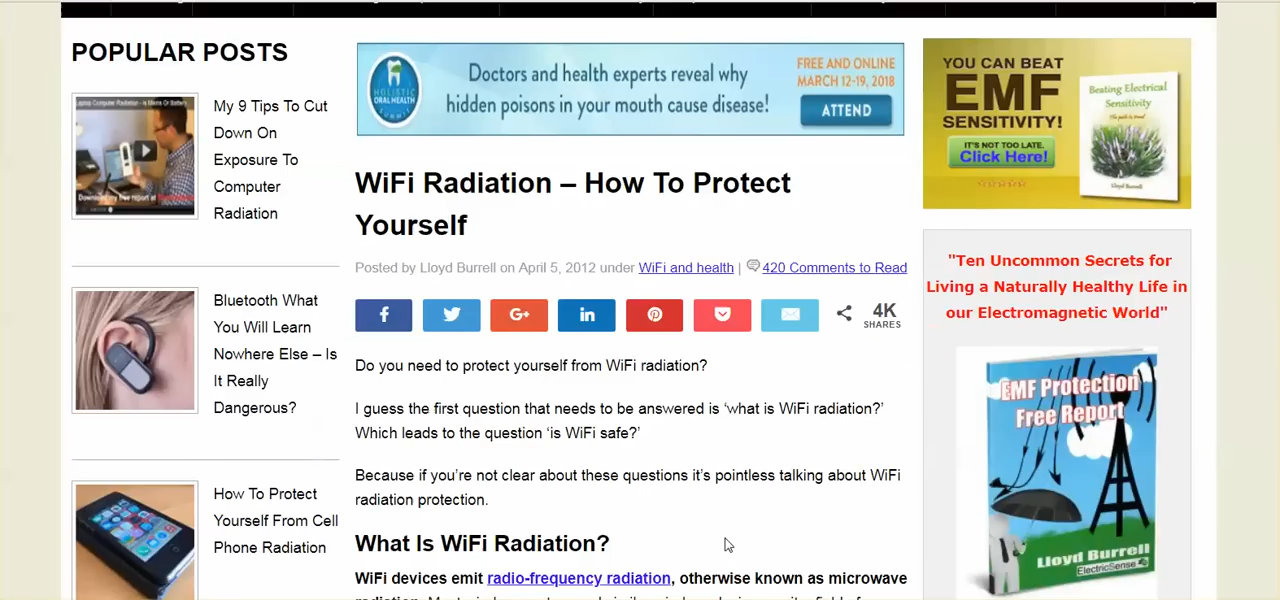 POPULAR POSTS
My 9 Tips To Cut
Down On
Exposure To
Computer
Radiation
Bluetooth What
You Will Learn
Nowhere Else – Is
It Really
Dangerous?
How To Protect
Yourself From Cell
Phone Radiation
HOLISTIC
ORAL HEALTH
SUMMIT
Doctors and health experts reveal why
hidden poisons in your mouth cause disease!
FREE AND ONLINE
MARCH 12-19, 2018
ATTEND
WiFi Radiation – How To Protect
Yourself
Posted by Lloyd Burrell on April 5, 2012 under WiFi and health | 420 Comments to Read
4K
SHARES
Do you need to protect yourself from WiFi radiation?
I guess the first question that needs to be answered is ‘what is WiFi radiation?’
Which leads to the question ‘is WiFi safe?’
Because if you’re not clear about these questions it’s pointless talking about WiFi
radiation protection.
What Is WiFi Radiation?
WiFi devices emit radio-frequency radiation, otherwise known as microwave
YOU CAN BEAT
EMF
SENSITIVITY!
IT'S NOT TOO LATE,
Click Here!
Beating Electrical
Sensitivity
Lloyd Burrell
"Ten Uncommon Secrets for
Living a Naturally Healthy Life in
our Electromagnetic World"
EMF Protection
Free Report
Lloyd Burrell
ElectricSense